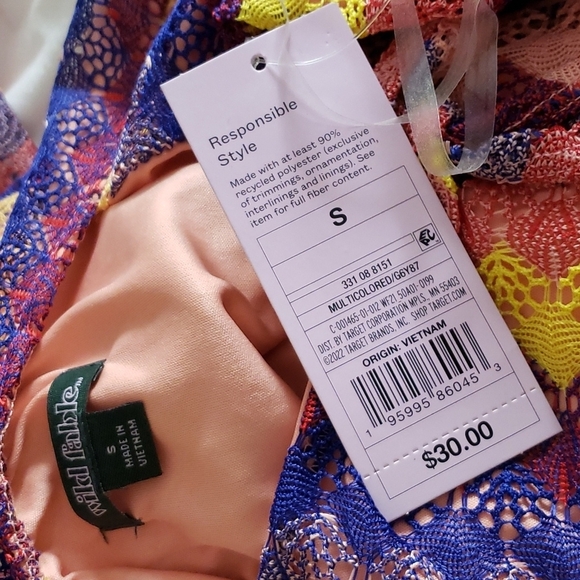 Responsible
Style
Made with at least 90%
recycled polyester (exclusive
of trimmings, ornamentation,
interlinings and linings). See
item for full fiber content.
S
331 08 8151
MULTICOLORED/G6Y87
C-001465-01-012-WF21 SOA01-0199
DIST. BY TARGET CORPORATION MPLS, MN 55403
©2022 TARGET BRANDS, INC. SHOP TARGET.COM
ORIGIN: VIETNAM
1 95995 86045 3
$30.00
wild fable™
S
MADE IN
VIETNAM